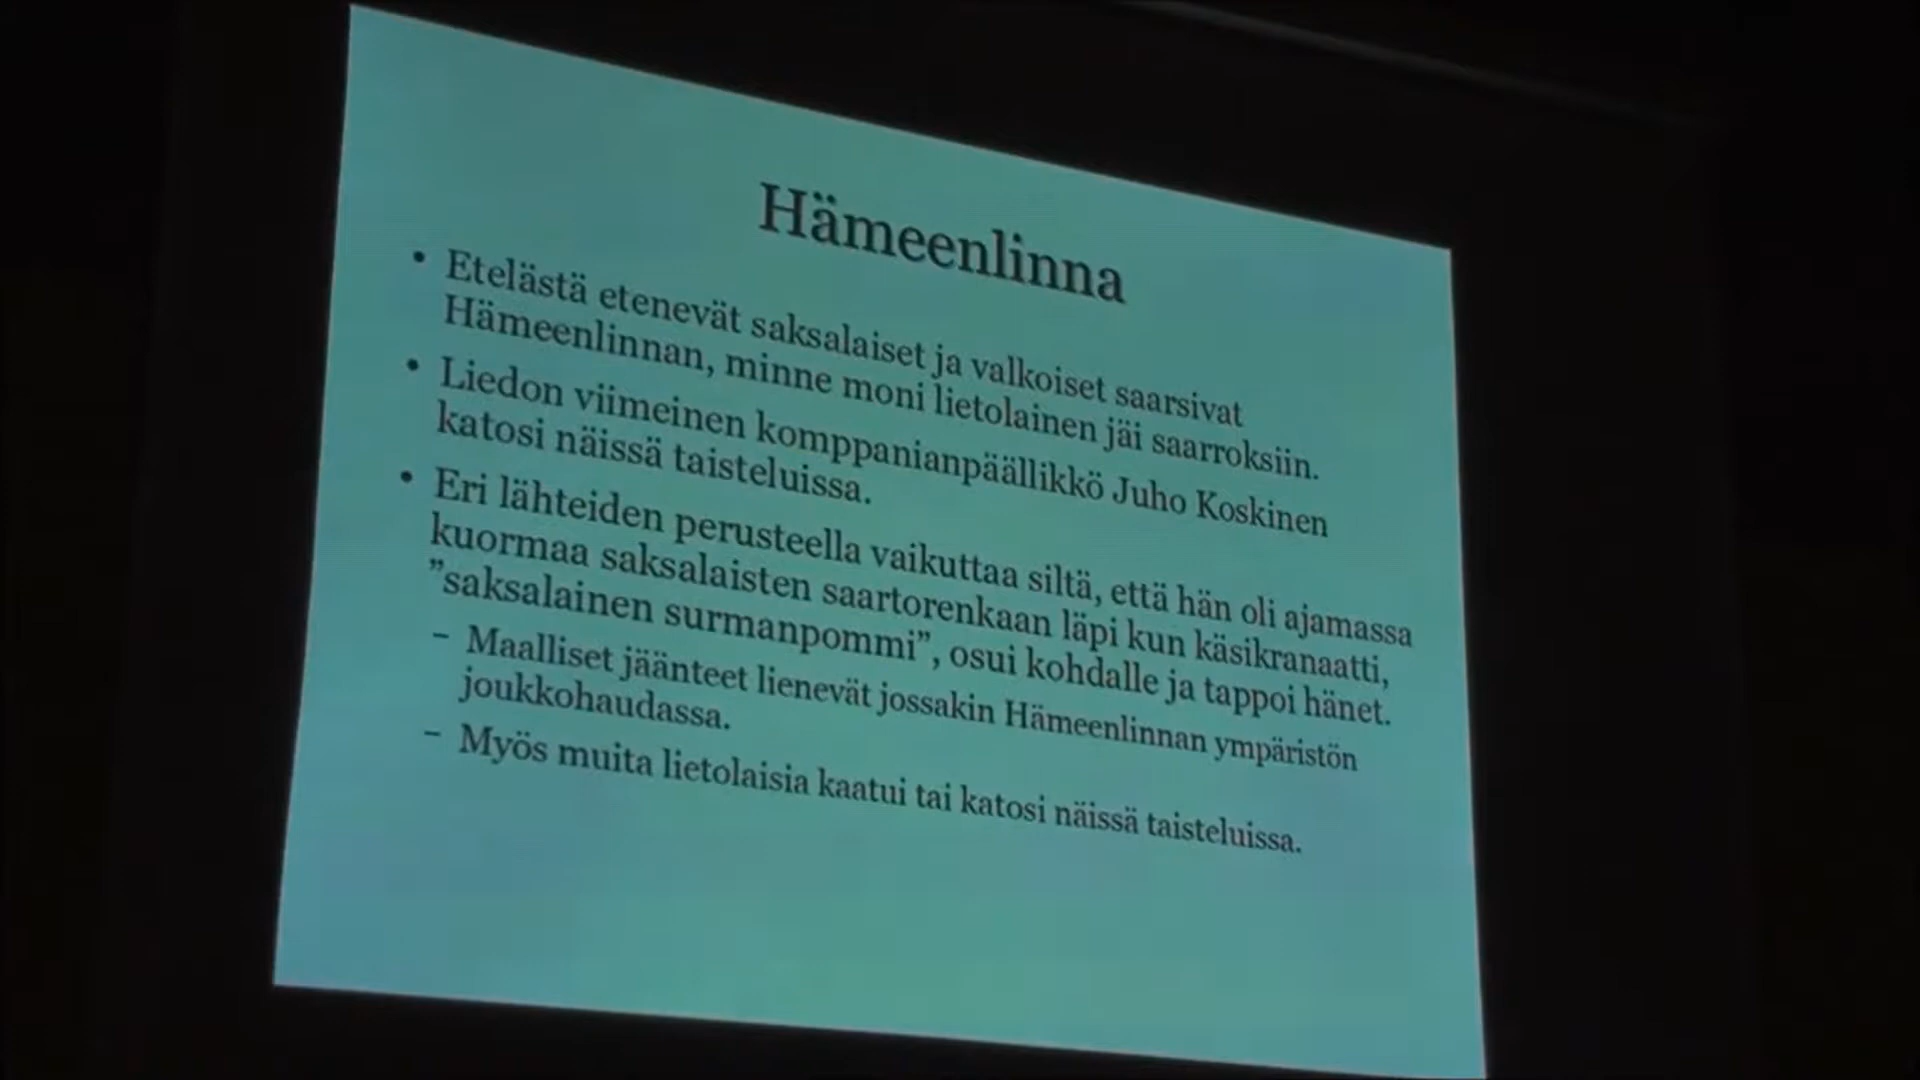 Hämeenlinna
• Etelästä etenevät saksalaiset ja valkoiset saarsivat
Hämeenlinnan, minne moni lietolainen jäi saarroksiin.
• Liedon viimeinen komppanianpäällikkö Juho Koskinen
katosi näissä taisteluissa.
• Eri lähteiden perusteella vaikuttaa siltä, että hän oli ajamassa
kuormaa saksalaisten saartorenkaan läpi kun käsikranaatti,
”saksalainen surmanpommi”, osui kohdalle ja tappoi hänet.
– Maalliset jäänteet lienevät jossakin Hämeenlinnan ympäristön
joukkohaudassa.
– Myös muita lietolaisia kaatui tai katosi näissä taisteluissa.